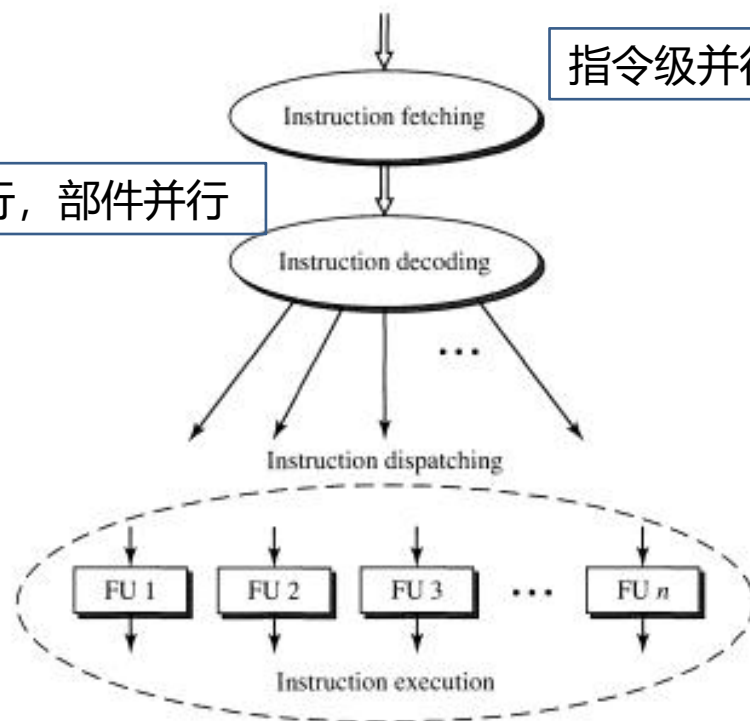 指令级并行
Instruction fetching
行，部件并行
Instruction decoding
...
Instruction dispatching
FU 1 FU 2 FU 3 ... FU n
Instruction execution